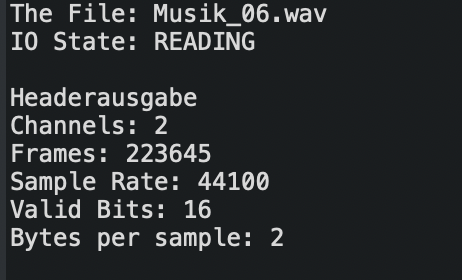 The File: Musik_06.wav
IO State: READING
Headerausgabe
Channels: 2
Frames: 223645
Sample Rate: 44100
Valid Bits: 16
Bytes per sample: 2